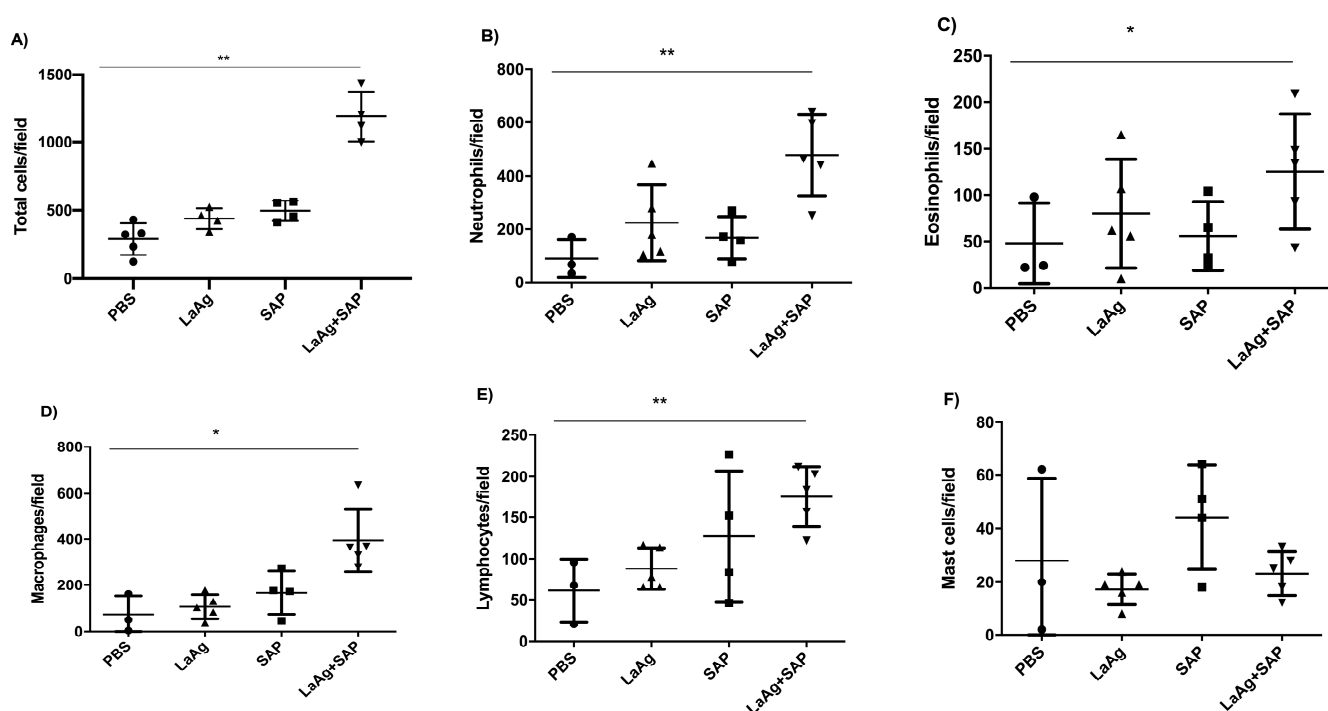 A)
**
Total cells/field
1500
1000
500
0
PBS
LaAg
SAP
LaAg+SAP
B)
**
Neutrophils/field
800
600
400
200
0
PBS
LaAg
SAP
LaAg+SAP
C)
*
Eosinophils/field
250
200
150
100
50
0
PBS
LaAg
SAP
LaAg+SAP
D)
*
Macrophages/field
800
600
400
200
0
PBS
LaAg
SAP
LaAg+SAP
E)
**
Lymphocytes/field
250
200
150
100
50
0
PBS
LaAg
SAP
LaAg+SAP
F)
Mast cells/field
80
60
40
20
0
PBS
LaAg
SAP
LaAg+SAP